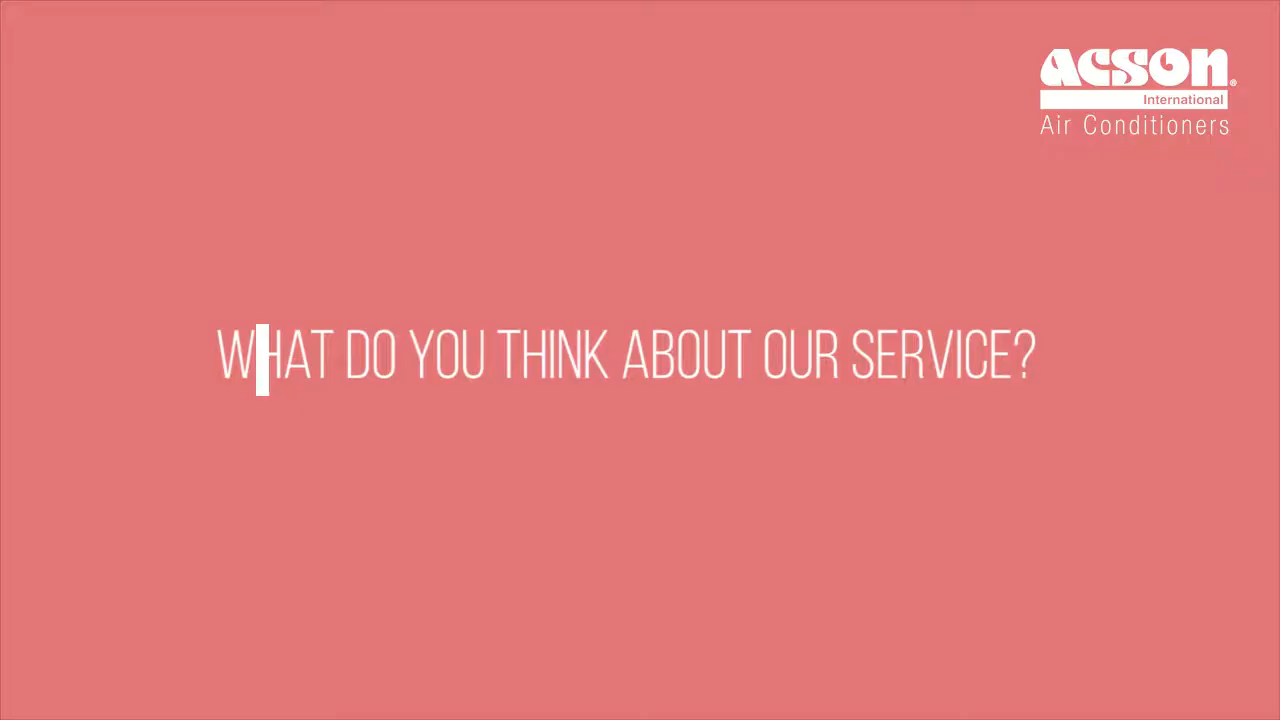 ACSON®
International
Air Conditioners
WHAT DO YOU THINK ABOUT OUR SERVICE?